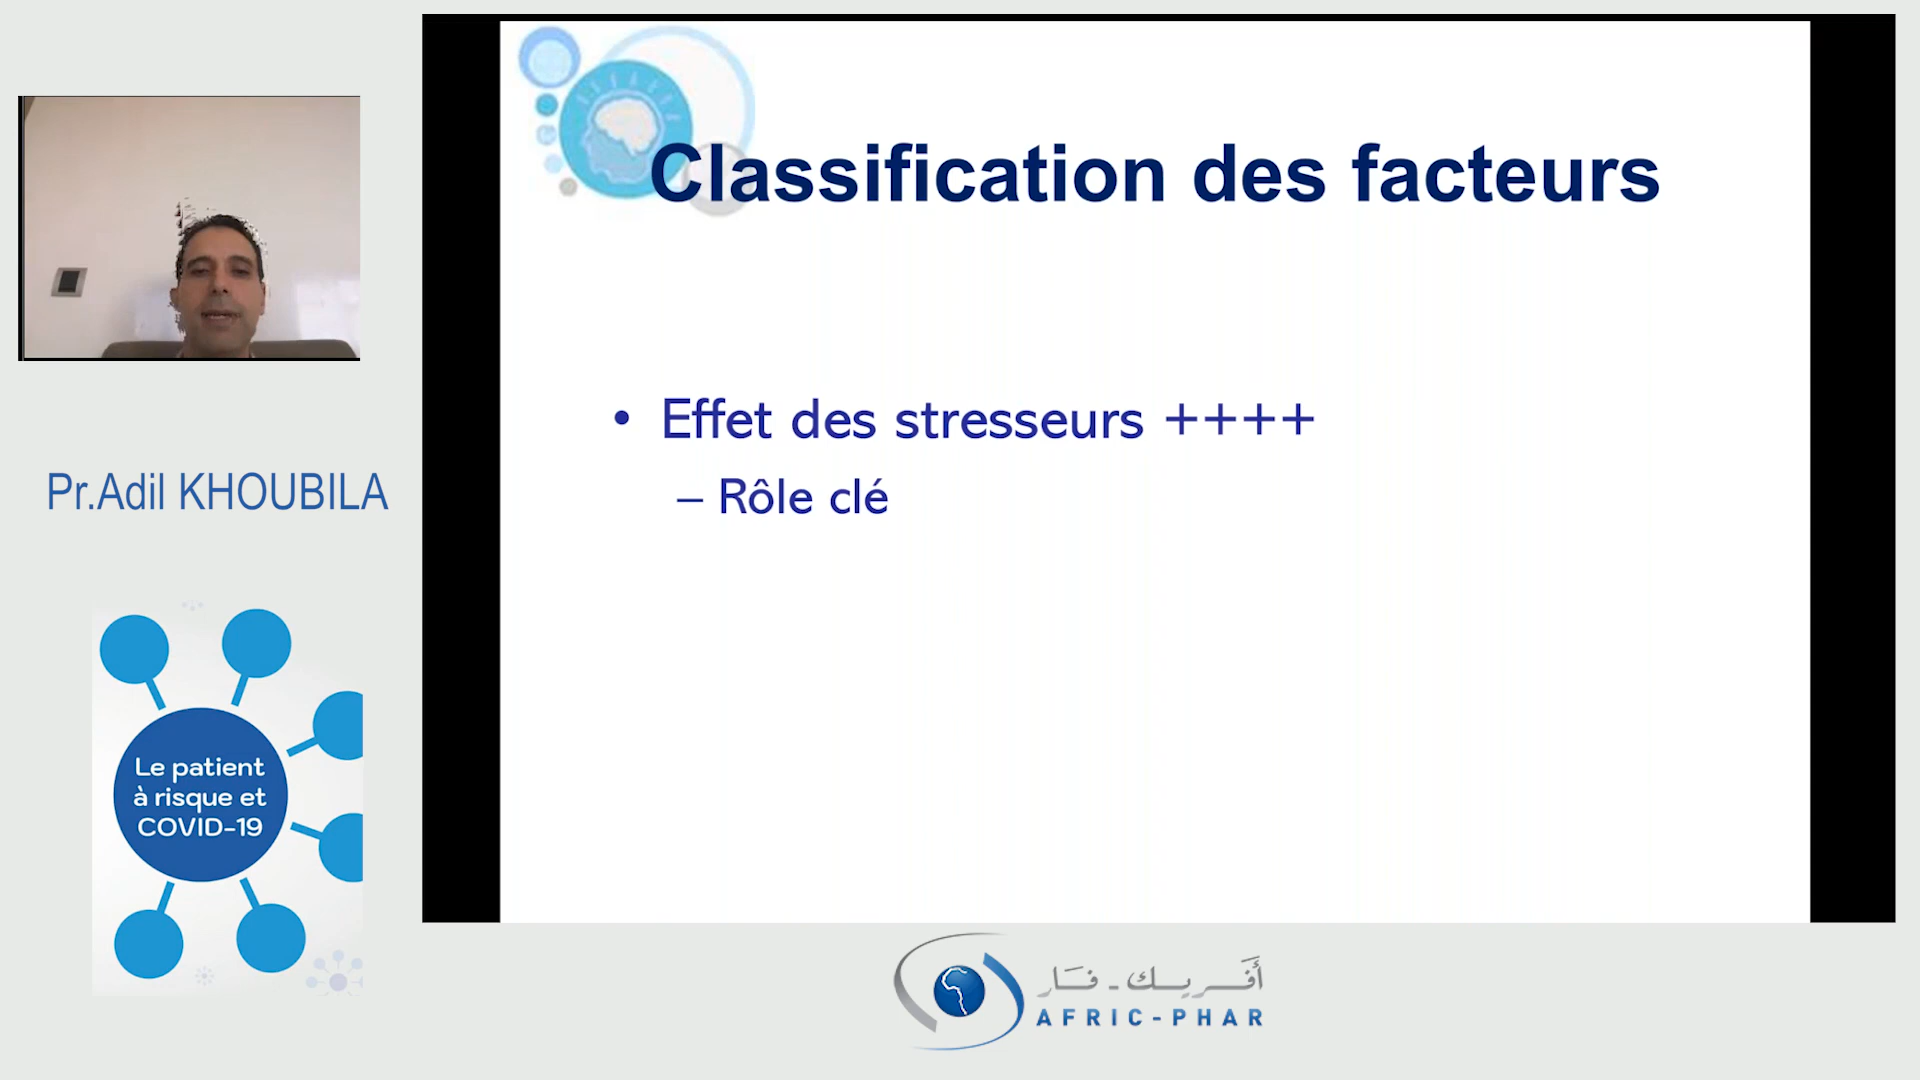 Classification des facteurs
• Effet des stresseurs ++++
– Rôle clé
Pr.Adil KHOUBILA
Le patient
à risque et
COVID-19
أفريك - فار
AFRIC-PHAR